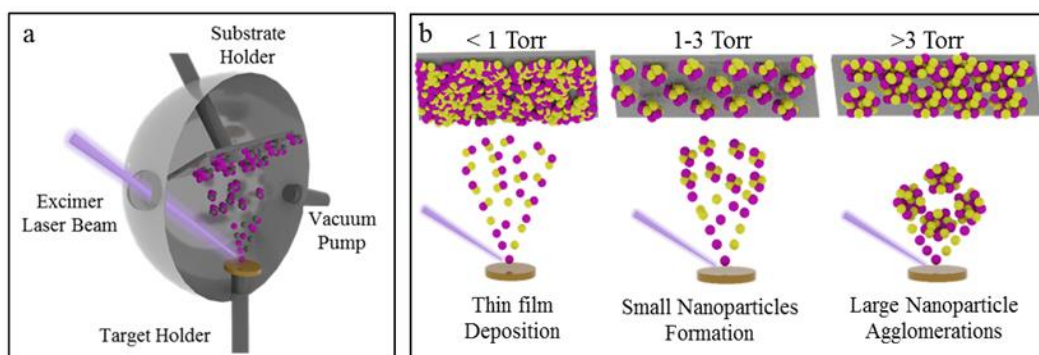 a
Substrate
Holder
Excimer
Laser Beam
Vacuum
Pump
Target Holder
b
< 1 Torr
1-3 Torr
>3 Torr
Thin film
Deposition
Small Nanoparticles
Formation
Large Nanoparticle
Agglomerations